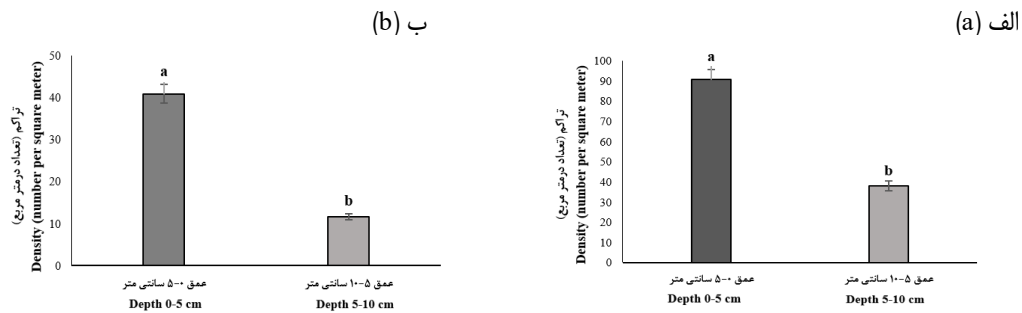 الف (a)
تراکم (تعداد درمتر مربع)
Density (number per square meter)
100
90
80
70
60
50
40
30
20
10
0
a
b
عمق ۰-۵ سانتی متر
Depth 0-5 cm
عمق ۵-۱۰ سانتی متر
Depth 5-10 cm
ب (b)
تراکم (تعداد درمتر مربع)
Density (number per square meter)
50
40
30
20
10
0
a
b
عمق ۰-۵ سانتی متر
Depth 0-5 cm
عمق ۵-۱۰ سانتی متر
Depth 5-10 cm